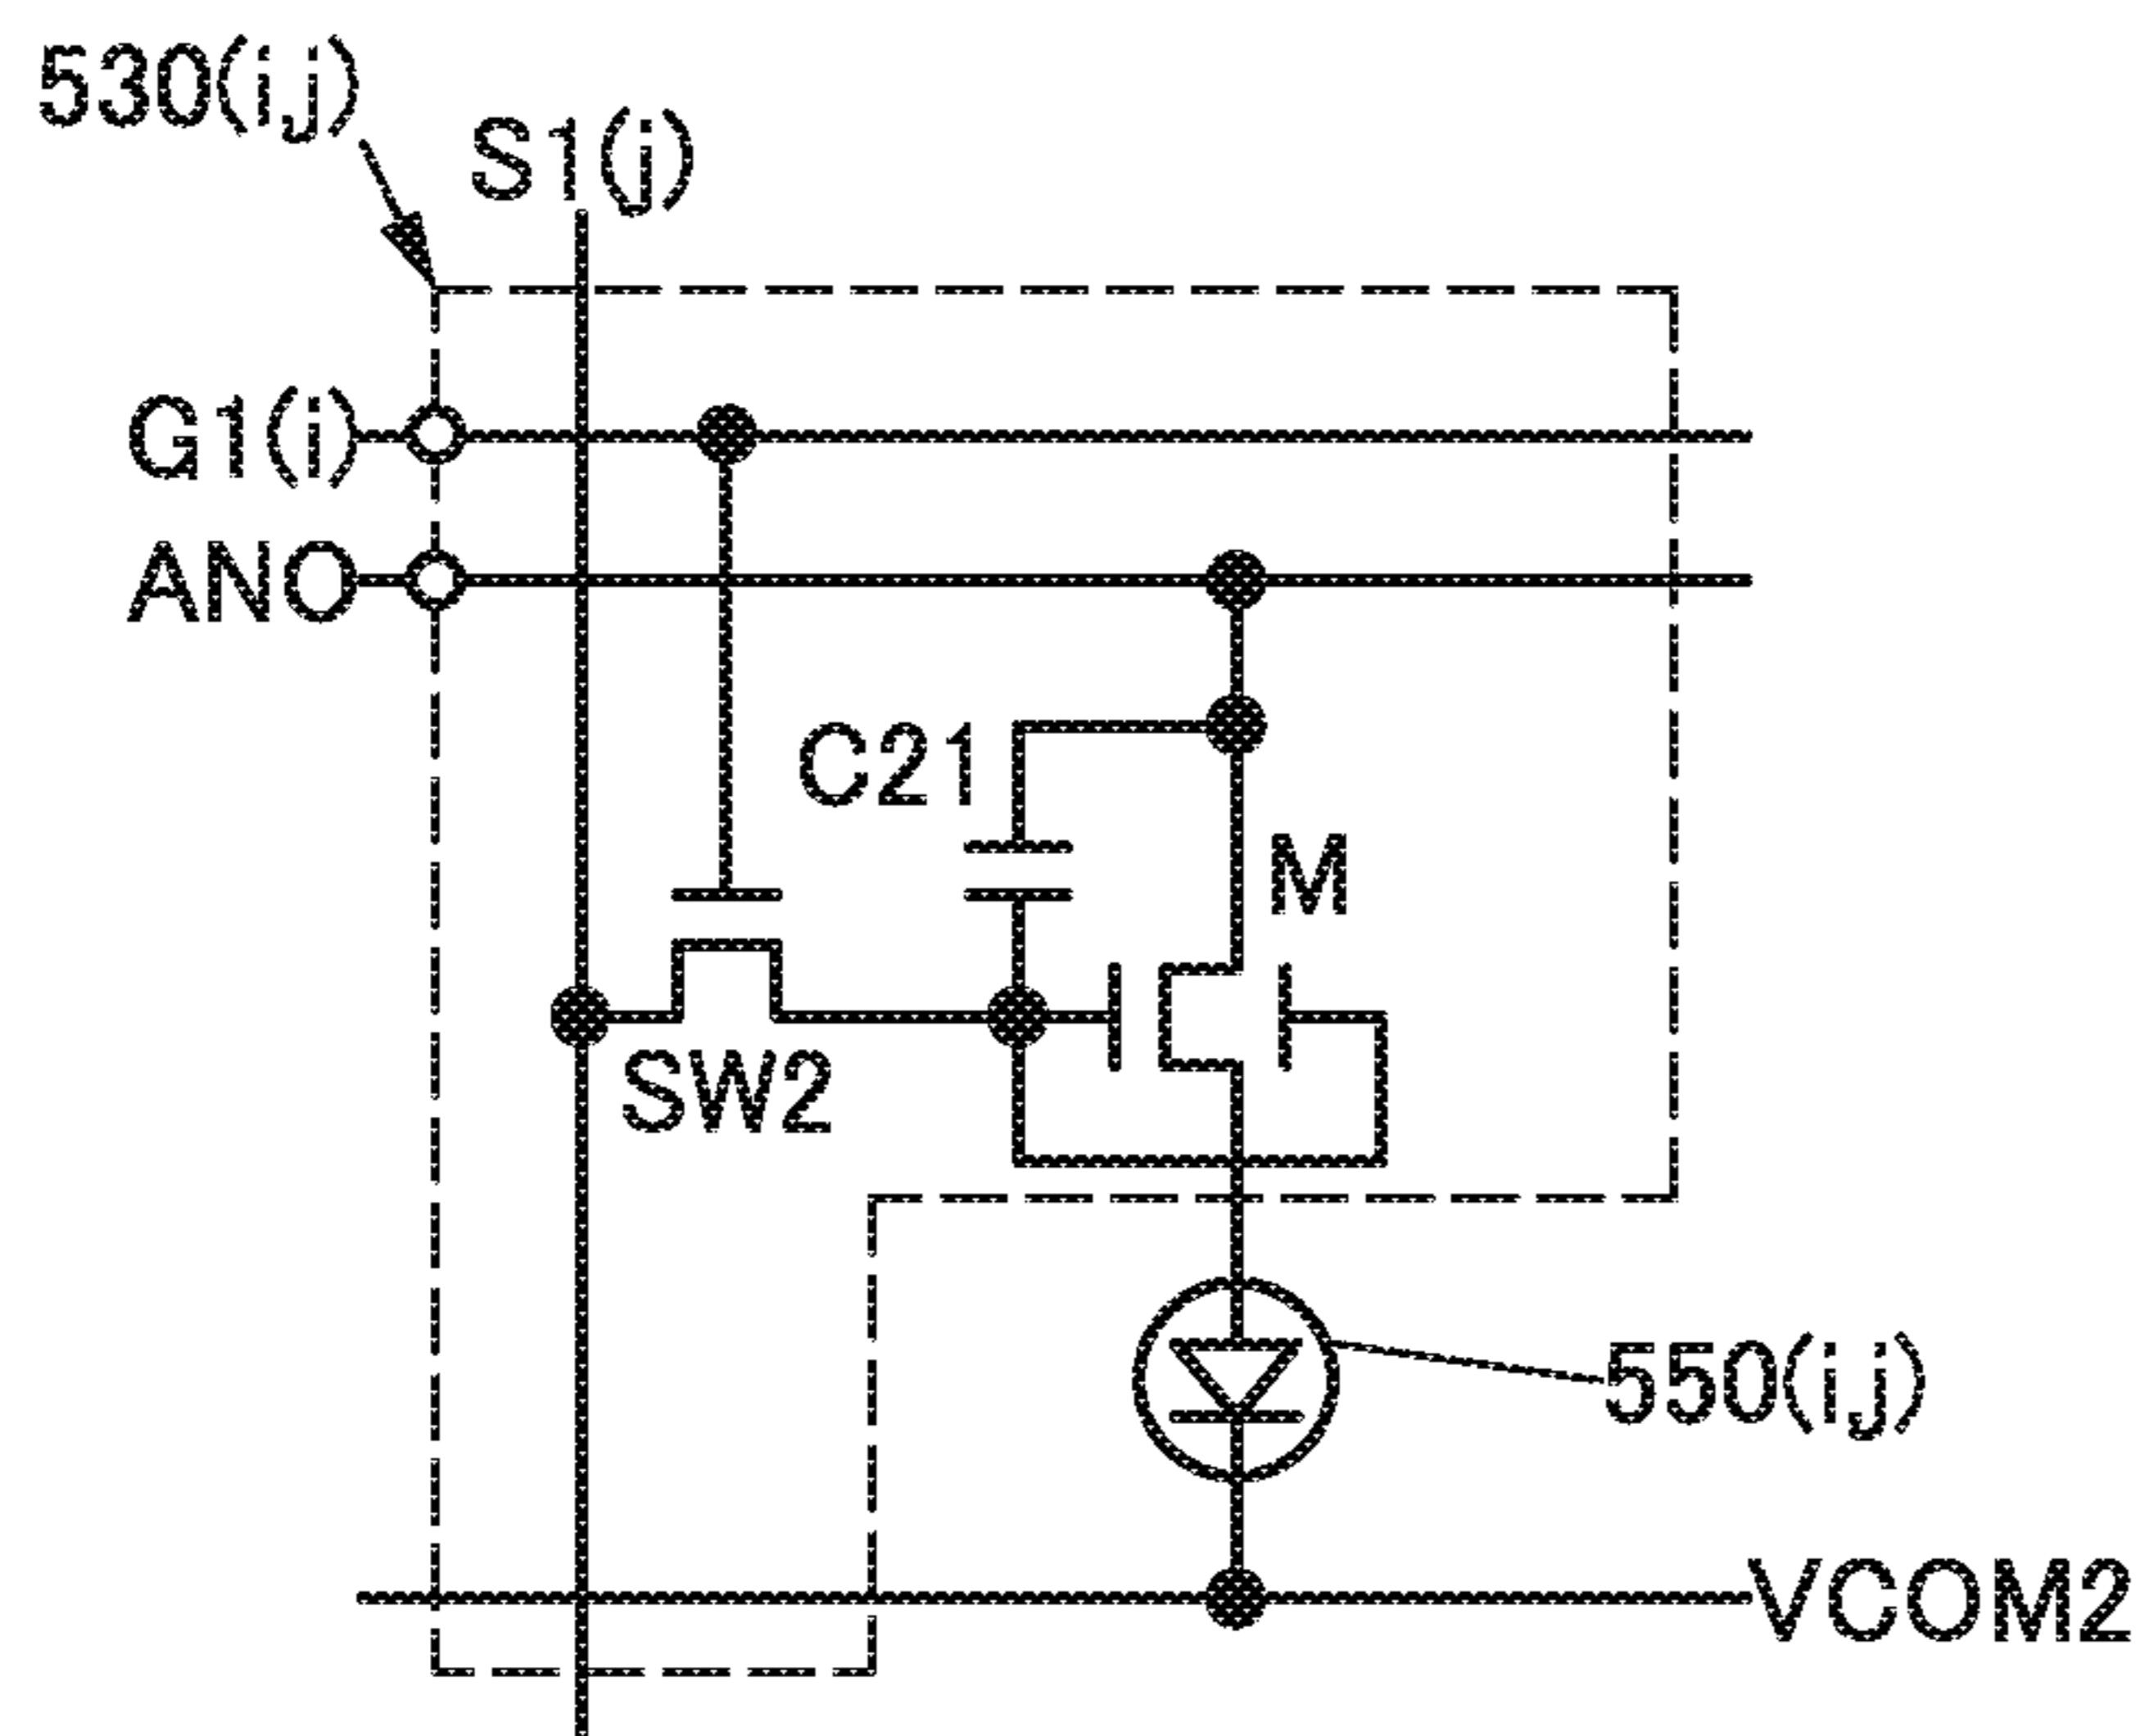 530(i,j)
S1(j)
G1(i)
ANO
C21
M
SW2
550(i,j)
VCOM2